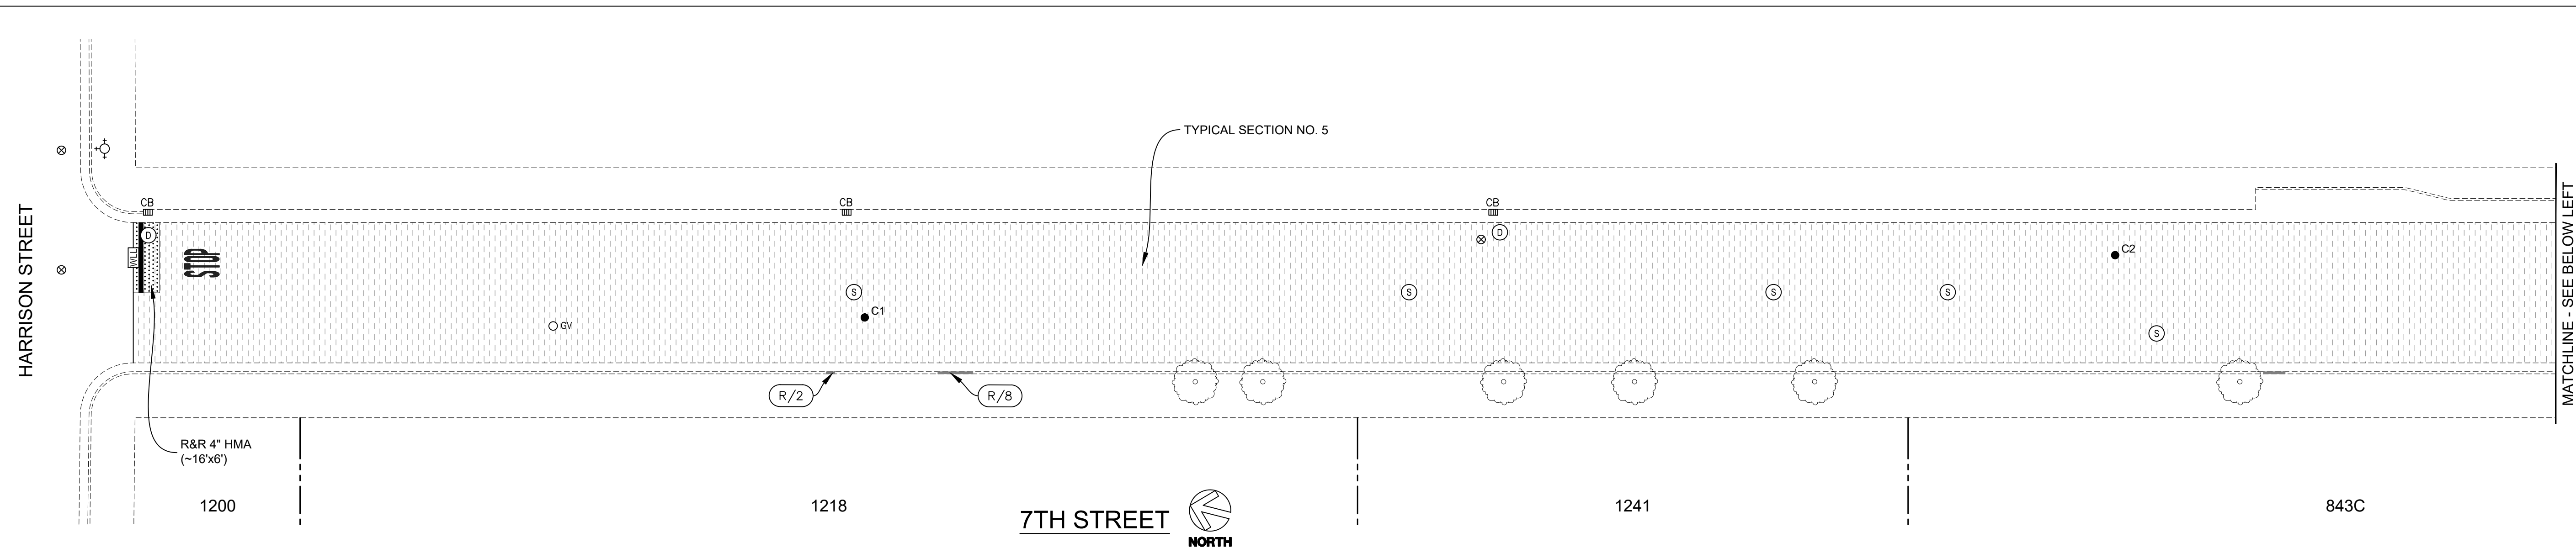 TYPICAL SECTION NO. 5
HARRISON STREET
CB
CB
CB
D
WLL
STOP
D
C2
S
S
S
S
C1
GV
S
R/2
R/8
MATCHLINE - SEE BELOW LEFT
R&R 4" HMA
(~16'x6')
1200
1218
1241
843C
7TH STREET
NORTH